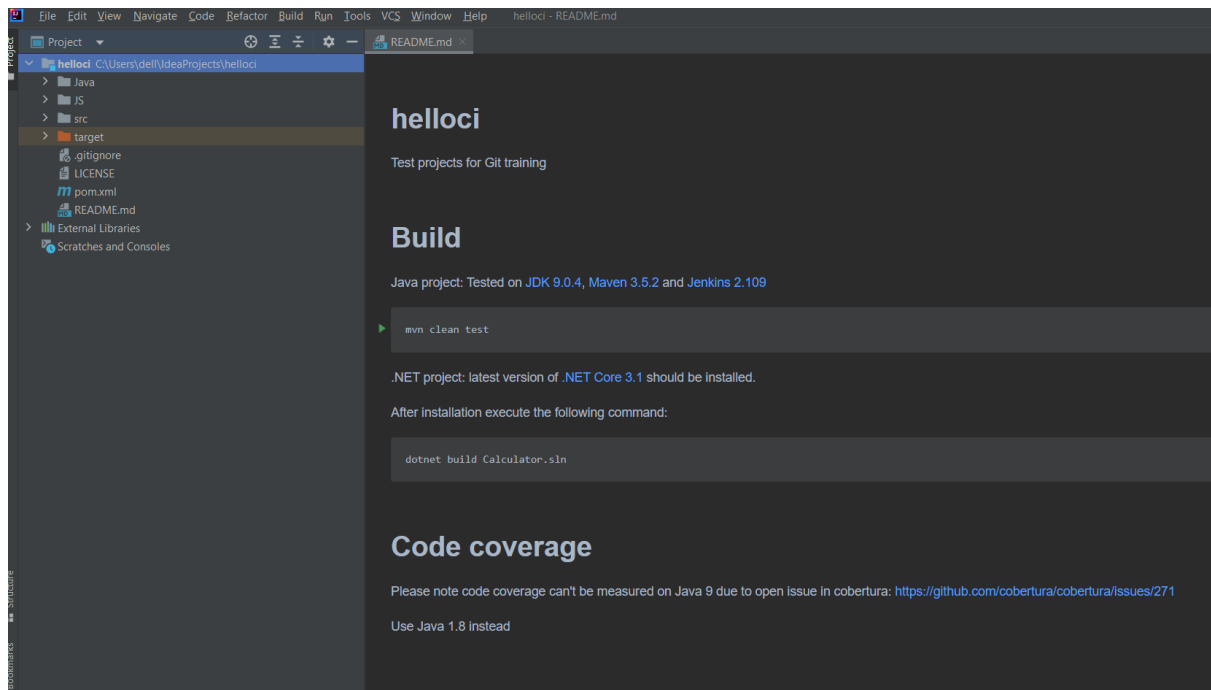 File Edit View Navigate Code Refactor Build Run Tools VCS Window Help helloci - README.md
Project
Project
README.md
helloci C:\Users\dell\IdeaProjects\helloci
Java
JS
src
target
.gitignore
LICENSE
pom.xml
README.md
External Libraries
Scratches and Consoles
helloci
Test projects for Git training
Build
Java project: Tested on JDK 9.0.4, Maven 3.5.2 and Jenkins 2.109
mvn clean test
.NET project: latest version of .NET Core 3.1 should be installed.
After installation execute the following command:
dotnet build Calculator.sln
Code coverage
Please note code coverage can't be measured on Java 9 due to open issue in cobertura: https://github.com/cobertura/cobertura/issues/271
Use Java 1.8 instead
Structure
Bookmarks